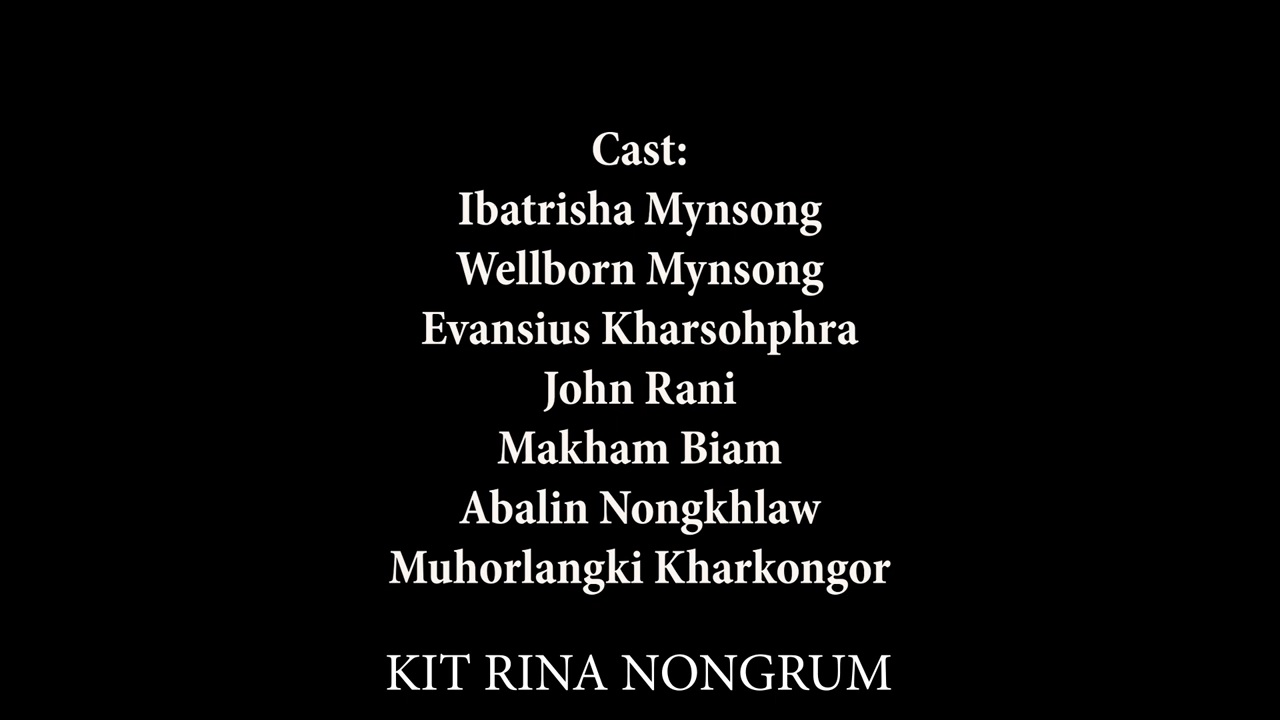 Cast:
Ibatrisha Mynsong
Wellborn Mynsong
Evansius Kharsohphra
John Rani
Makham Biam
Abalin Nongkhlaw
Muhorlangki Kharkongor
KIT RINA NONGRUM